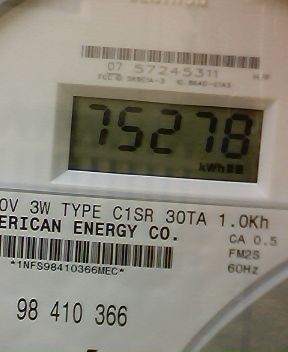 07 57245311
75278
kWh
0V 3W TYPE C1SR 30TA 1.0Kh
ERICAN ENERGY CO.
CA 0.5
FM2S
60Hz
*1NFS98410366MEC*
98 410 366